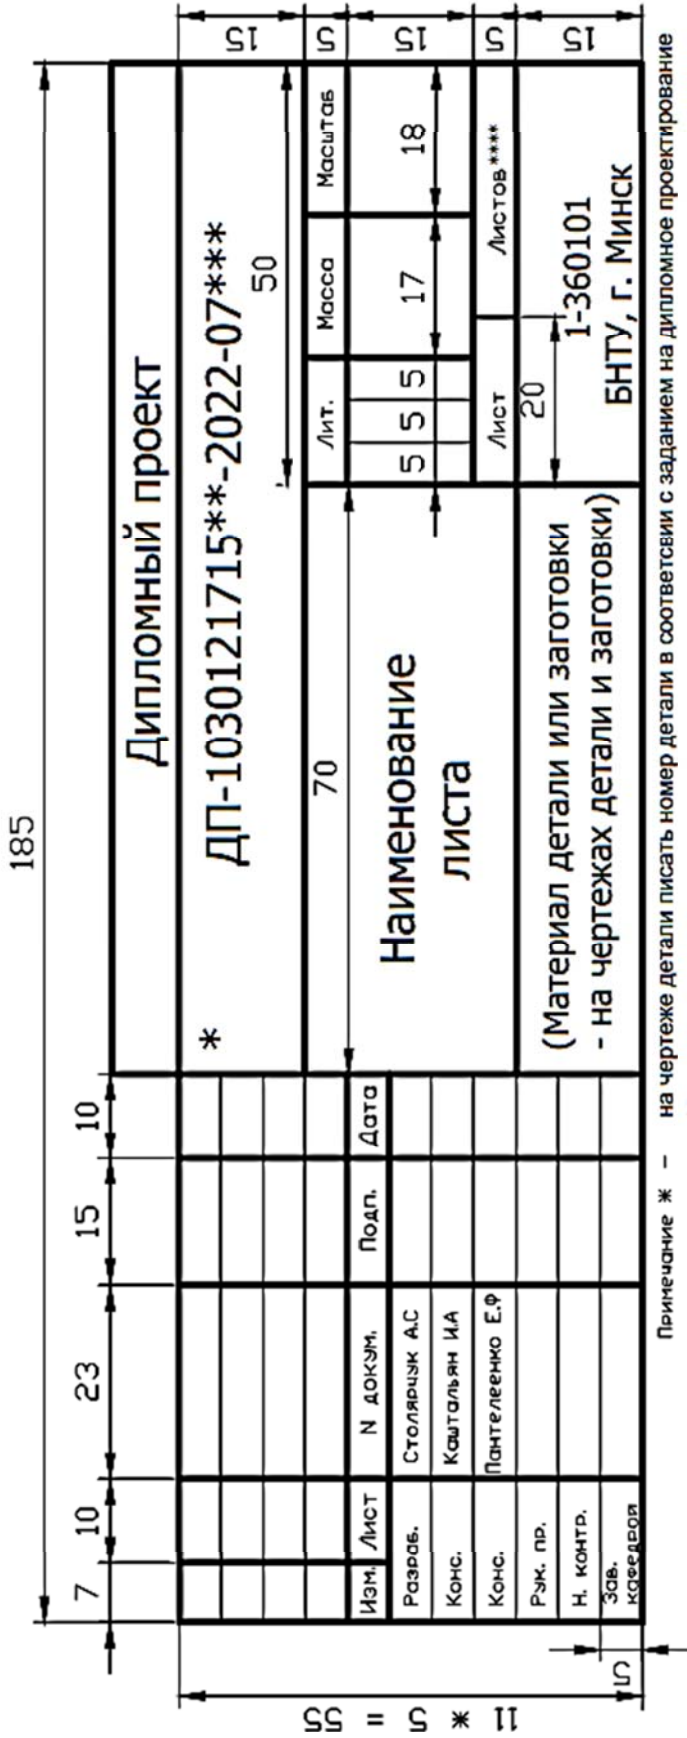 185
7
10
23
15
10
Дипломный проект
*
ДП-1030121715**-2022-07***
50
70
Наименование
листа
Лит.
Масса
Масштаб
5 5 5
17
18
Лист
Листов****
20
(Материал детали или заготовки
- на чертежах детали и заготовки)
1-360101
БНТУ, г. Минск
Изм.
Лист
N докум.
Подп.
Дата
Разраб.
Столярчук А.С
Конс.
Каштальян И.А
Конс.
Пантелеенко Е.Ф
Рук. пр.
Н. контр.
Зав.
кафедрой
15
5
15
5
15
11 * 5 = 55
5
Примечание * – на чертеже детали писать номер детали в соответсвии с заданием на дипломное проектирование